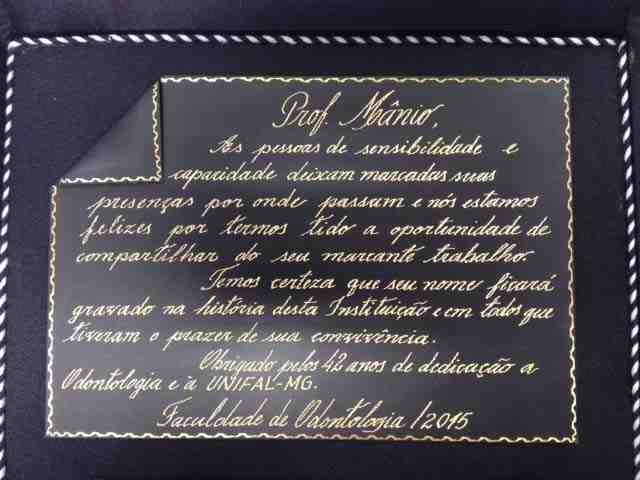 Prof. Mânio,
As pessoas de sensibilidade e
capacidade deixam marcadas suas
presenças por onde passam e nós estamos
felizes por termos tido a oportunidade de
compartilhar do seu marcante trabalho.
Temos certeza que seu nome ficará
gravado na história desta Instituição e em todos que
tiveram o prazer de sua convivência.
Obrigado pelos 42 anos de dedicação a
Odontologia e à UNIFAL-MG.
Faculdade de Odontologia / 2015